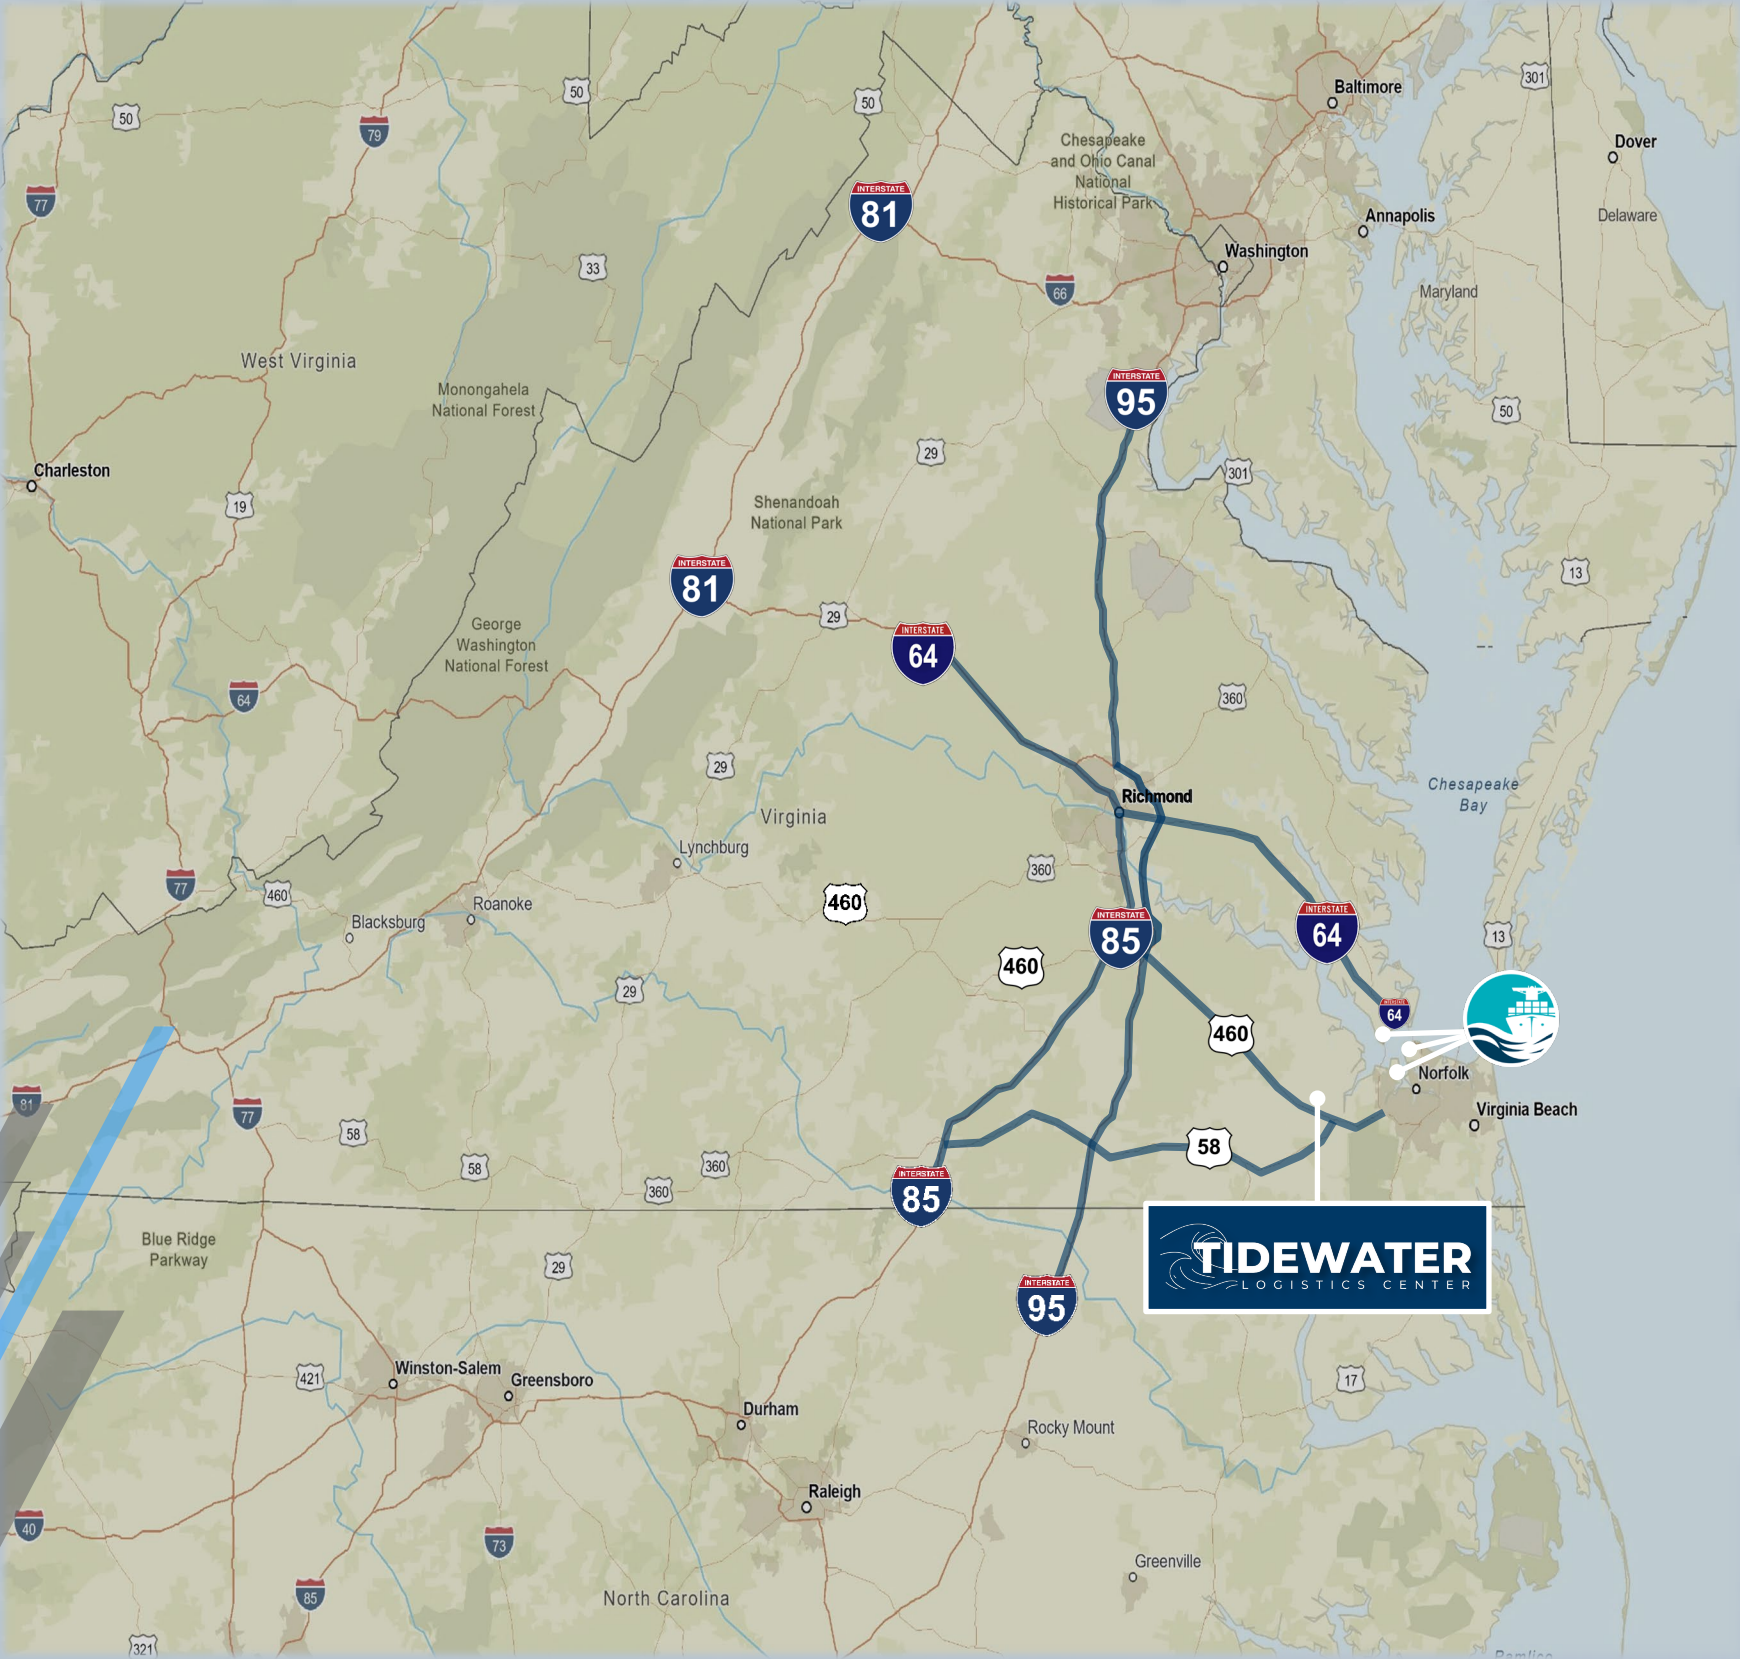 Baltimore
301
50
50
50
79
Dover
Chesapeake
and Ohio Canal
National
Historical Park
77
INTERSTATE
81
Annapolis
Delaware
Washington
33
66
Maryland
West Virginia
Monongahela
National Forest
INTERSTATE
95
50
29
Charleston
301
19
Shenandoah
National Park
13
INTERSTATE
81
29
George
Washington
National Forest
INTERSTATE
64
64
360
29
Chesapeake
Bay
Richmond
Virginia
Lynchburg
360
77
460
460
Roanoke
Blacksburg
INTERSTATE
85
INTERSTATE
64
13
460
29
INTERSTATE
64
460
Norfolk
81
77
Virginia Beach
58
58
58
360
360
INTERSTATE
85
Blue Ridge
Parkway
29
TIDEWATER
LOGISTICS CENTER
INTERSTATE
95
421
Winston-Salem
Greensboro
17
Durham
Rocky Mount
Raleigh
40
73
Greenville
85
North Carolina
321
Pamlico